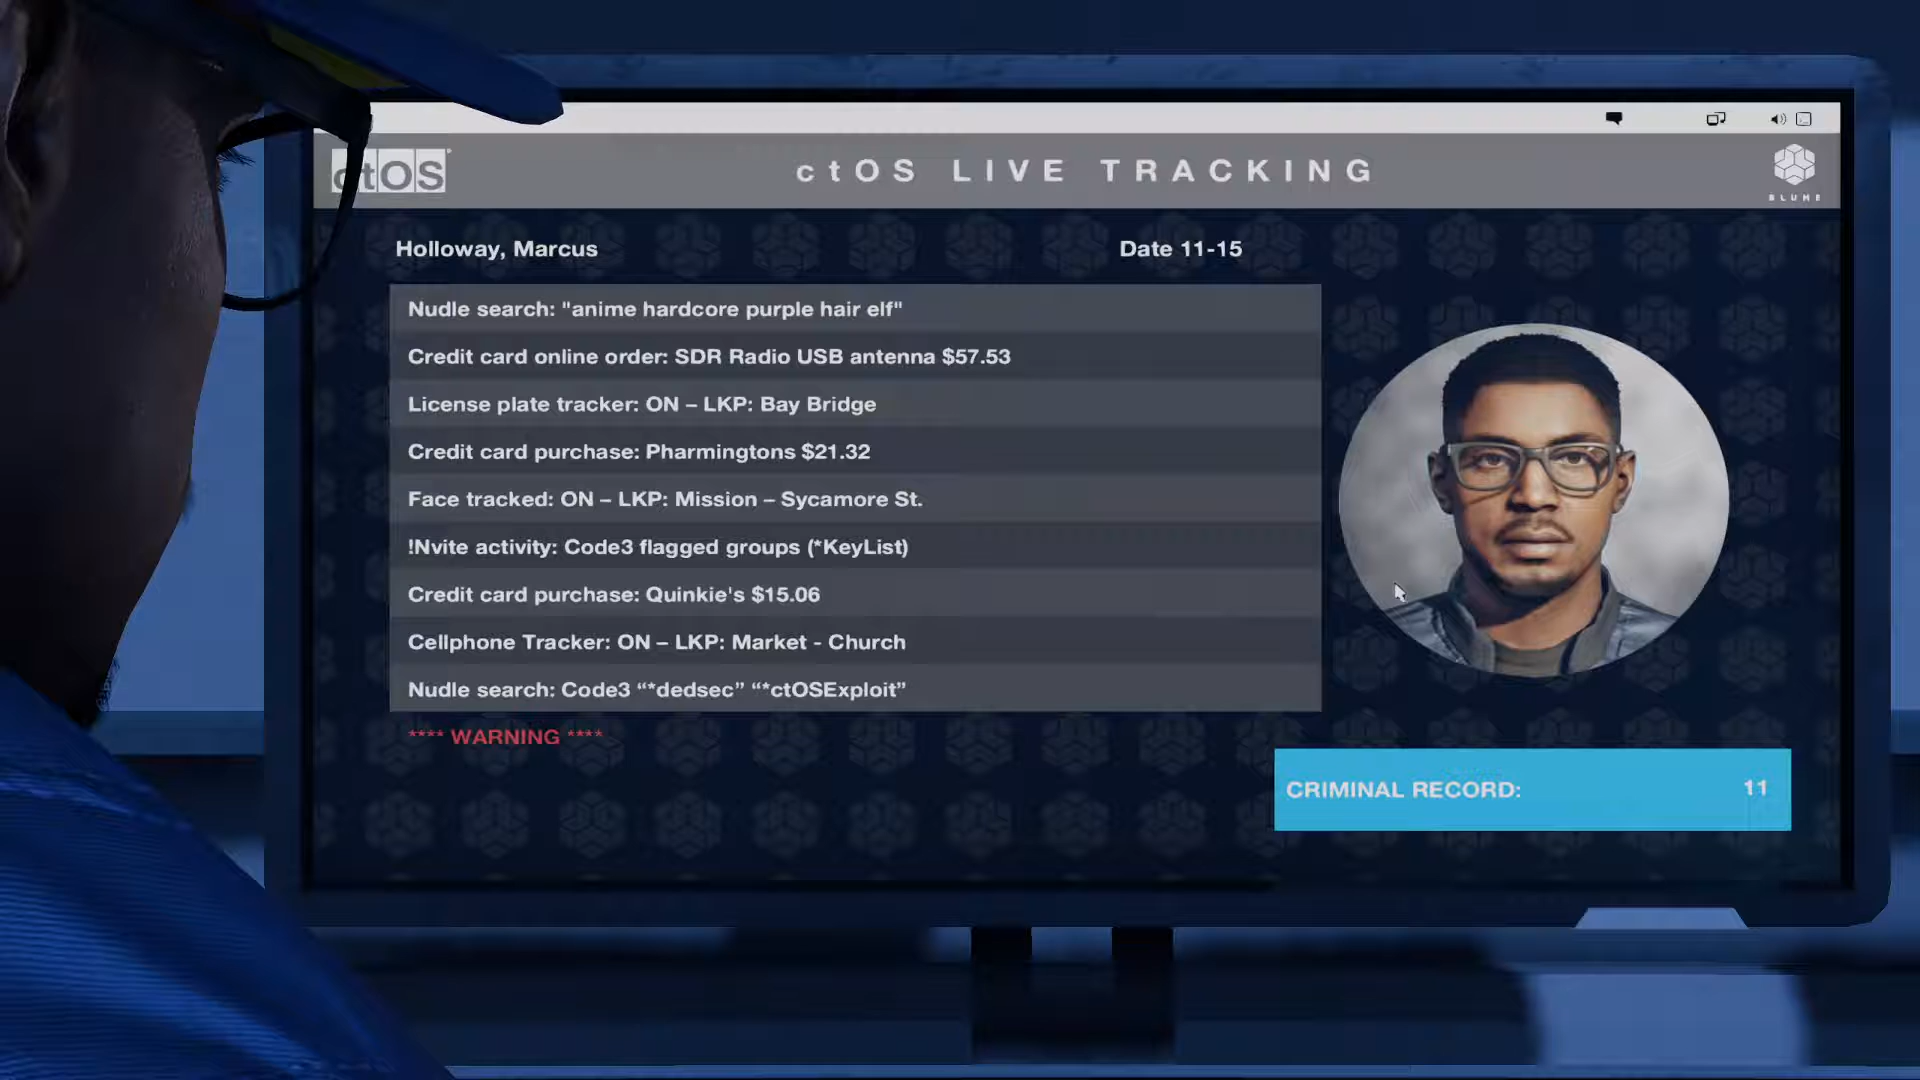 ctOS
ctOS LIVE TRACKING
BLUME
Holloway, Marcus
Date 11-15
Nudle search: "anime hardcore purple hair elf"
Credit card online order: SDR Radio USB antenna $57.53
License plate tracker: ON – LKP: Bay Bridge
Credit card purchase: Pharmingtons $21.32
Face tracked: ON – LKP: Mission – Sycamore St.
!Nvite activity: Code3 flagged groups (*KeyList)
Credit card purchase: Quinkie's $15.06
Cellphone Tracker: ON – LKP: Market - Church
Nudle search: Code3 “*dedsec” “*ctOSExploit”
**** WARNING ****
CRIMINAL RECORD: 11